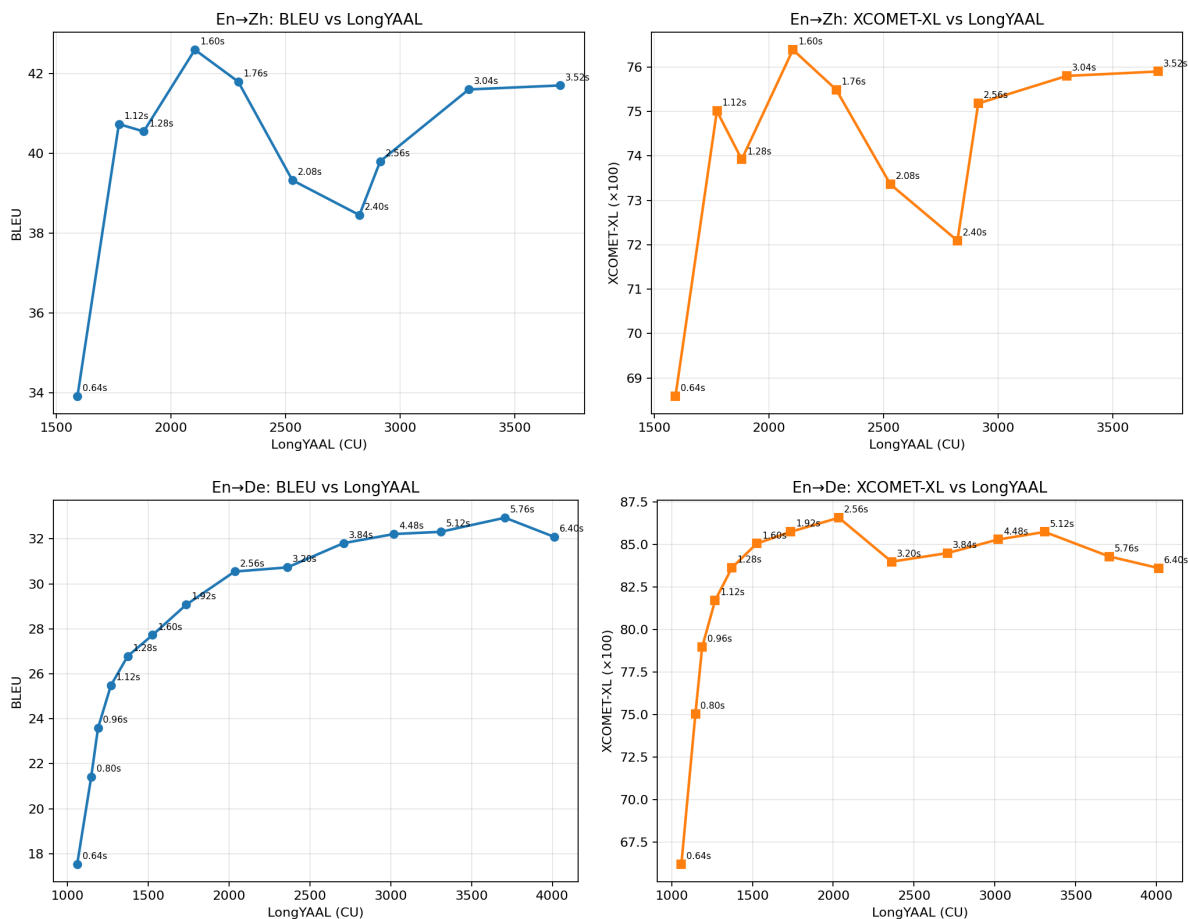 En→Zh: BLEU vs LongYAAL
BLEU
42
40
38
36
34
0.64s
1.12s
1.28s
1.60s
1.76s
2.08s
2.40s
2.56s
3.04s
3.52s
1500
2000
2500
3000
3500
LongYAAL (CU)
En→Zh: XCOMET-XL vs LongYAAL
XCOMET-XL (×100)
76
75
74
73
72
71
70
69
0.64s
1.12s
1.28s
1.60s
1.76s
2.08s
2.40s
2.56s
3.04s
3.52s
1500
2000
2500
3000
3500
LongYAAL (CU)
En→De: BLEU vs LongYAAL
BLEU
32
30
28
26
24
22
20
18
0.64s
0.80s
0.96s
1.12s
1.28s
1.60s
1.92s
2.56s
3.20s
3.84s
4.48s
5.12s
5.76s
6.40s
1000
1500
2000
2500
3000
3500
4000
LongYAAL (CU)
En→De: XCOMET-XL vs LongYAAL
XCOMET-XL (×100)
87.5
85.0
82.5
80.0
77.5
75.0
72.5
70.0
67.5
0.64s
0.80s
0.96s
1.12s
1.28s
1.60s
1.92s
2.56s
3.20s
3.84s
4.48s
5.12s
5.76s
6.40s
1000
1500
2000
2500
3000
3500
4000
LongYAAL (CU)